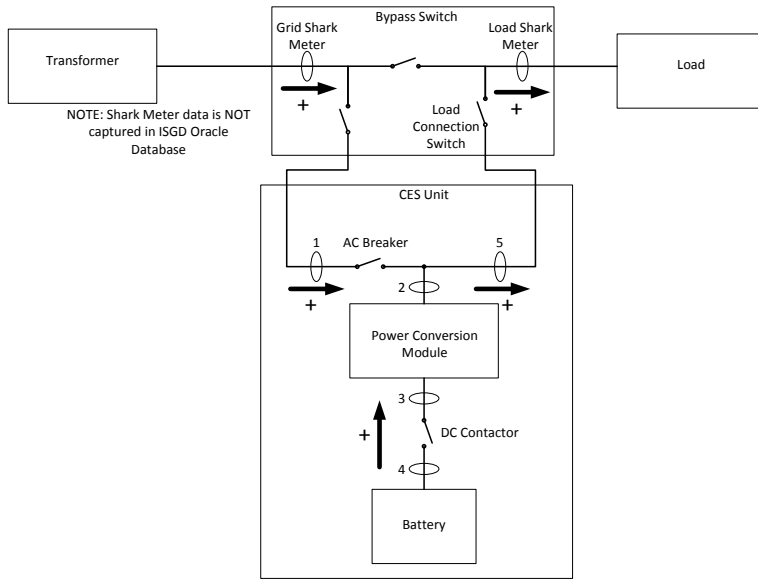 Bypass Switch
Grid Shark
Meter
Load Shark
Meter
Transformer
Load
+
+
NOTE: Shark Meter data is NOT
captured in ISGD Oracle
Database
Load
Connection
Switch
CES Unit
1
AC Breaker
5
+
2
+
Power Conversion
Module
3
+
DC Contactor
4
Battery